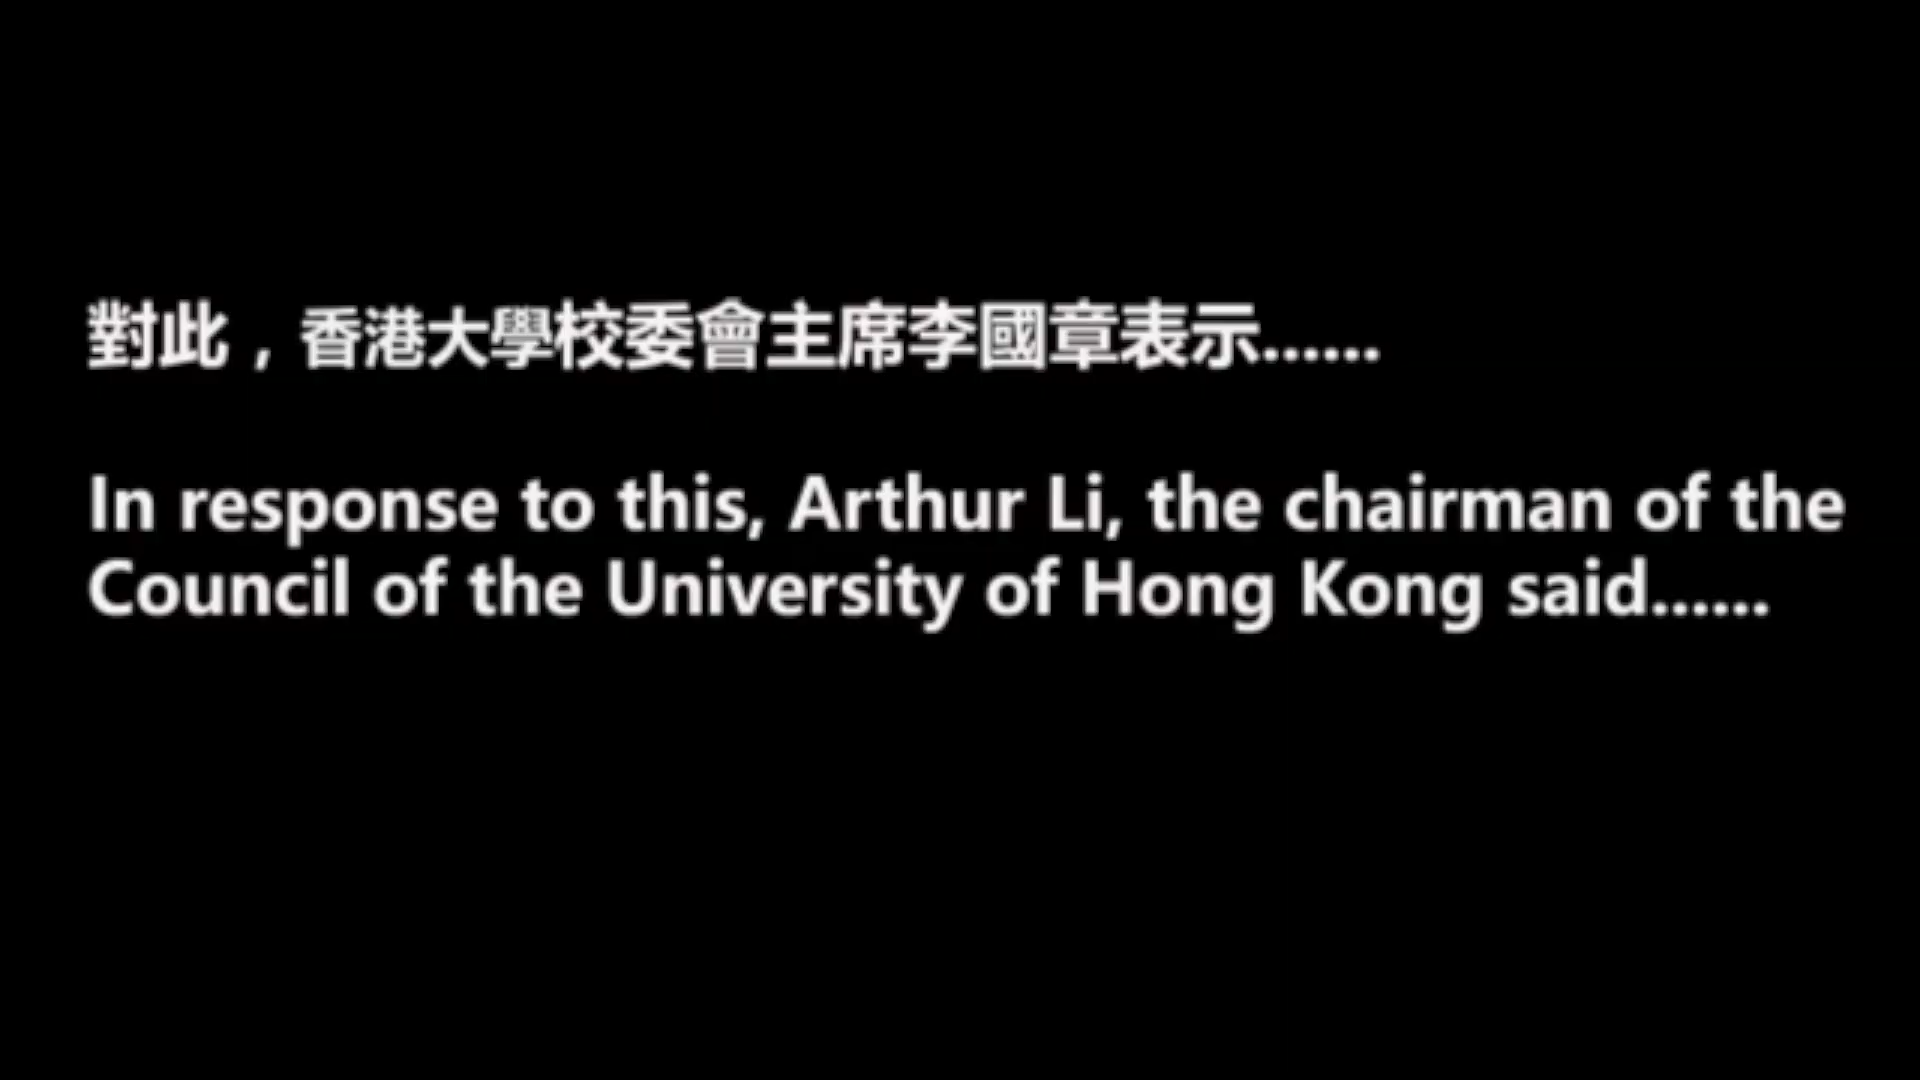 對此，香港大學校委會主席李國章表示......
In response to this, Arthur Li, the chairman of the
Council of the University of Hong Kong said......